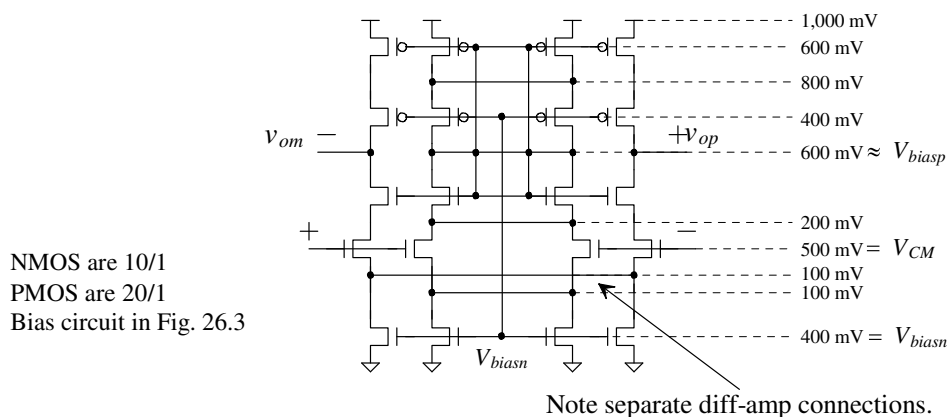 1,000 mV
600 mV
800 mV
400 mV
v_om − + v_op
600 mV ≈ V_biasp
200 mV
+ −
500 mV = V_CM
NMOS are 10/1
100 mV
PMOS are 20/1
100 mV
Bias circuit in Fig. 26.3
V_biasn
400 mV = V_biasn
Note separate diff-amp connections.